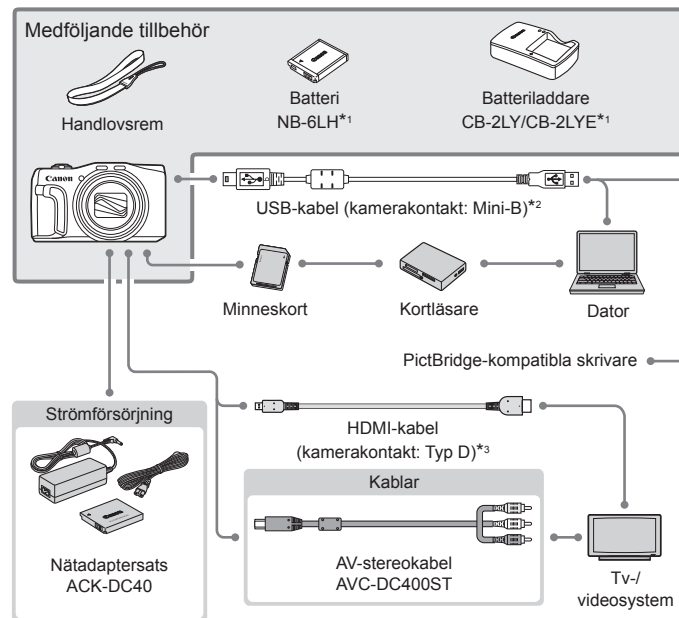 Medföljande tillbehör
Handlovsrem
Batteri
NB-6LH*1
Batteriladdare
CB-2LY/CB-2LYE*1
Canon
USB-kabel (kamerakontakt: Mini-B)*2
Minneskort
Kortläsare
Dator
PictBridge-kompatibla skrivare
Strömförsörjning
Nätadaptersats
ACK-DC40
HDMI-kabel
(kamerakontakt: Typ D)*3
Kablar
AV-stereokabel
AVC-DC400ST
Tv-/
videosystem